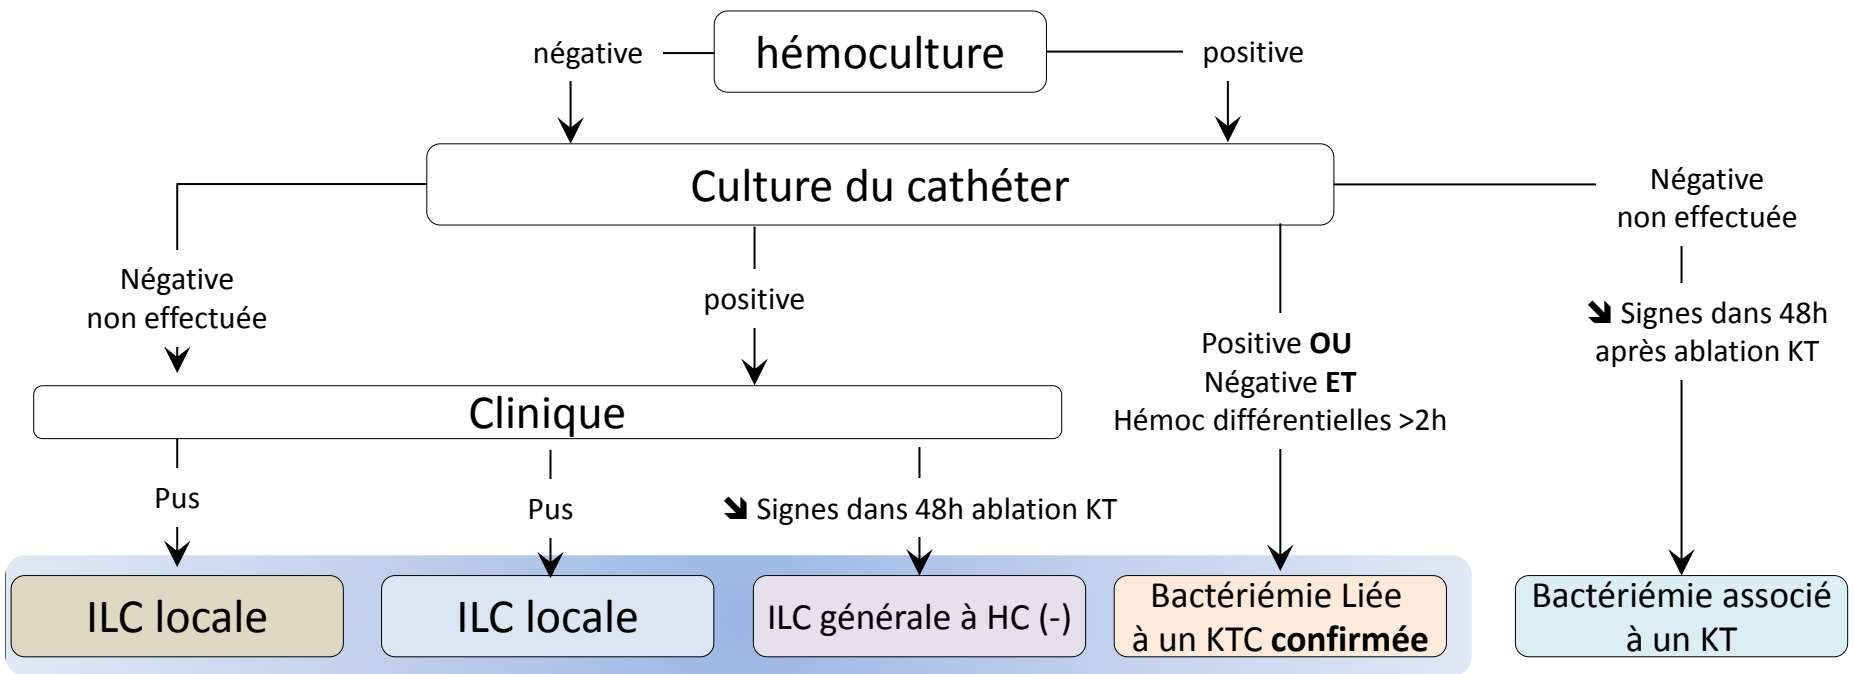 hémoculture
négative
positive
Culture du cathéter
Négative
non effectuée
positive
Positive OU
Négative ET
Hémoc différentielles >2h
Négative
non effectuée
🡮 Signes dans 48h
après ablation KT
Clinique
Pus
Pus
🡮 Signes dans 48h ablation KT
ILC locale
ILC locale
ILC générale à HC (-)
Bactériémie Liée
à un KTC confirmée
Bactériémie associé
à un KT